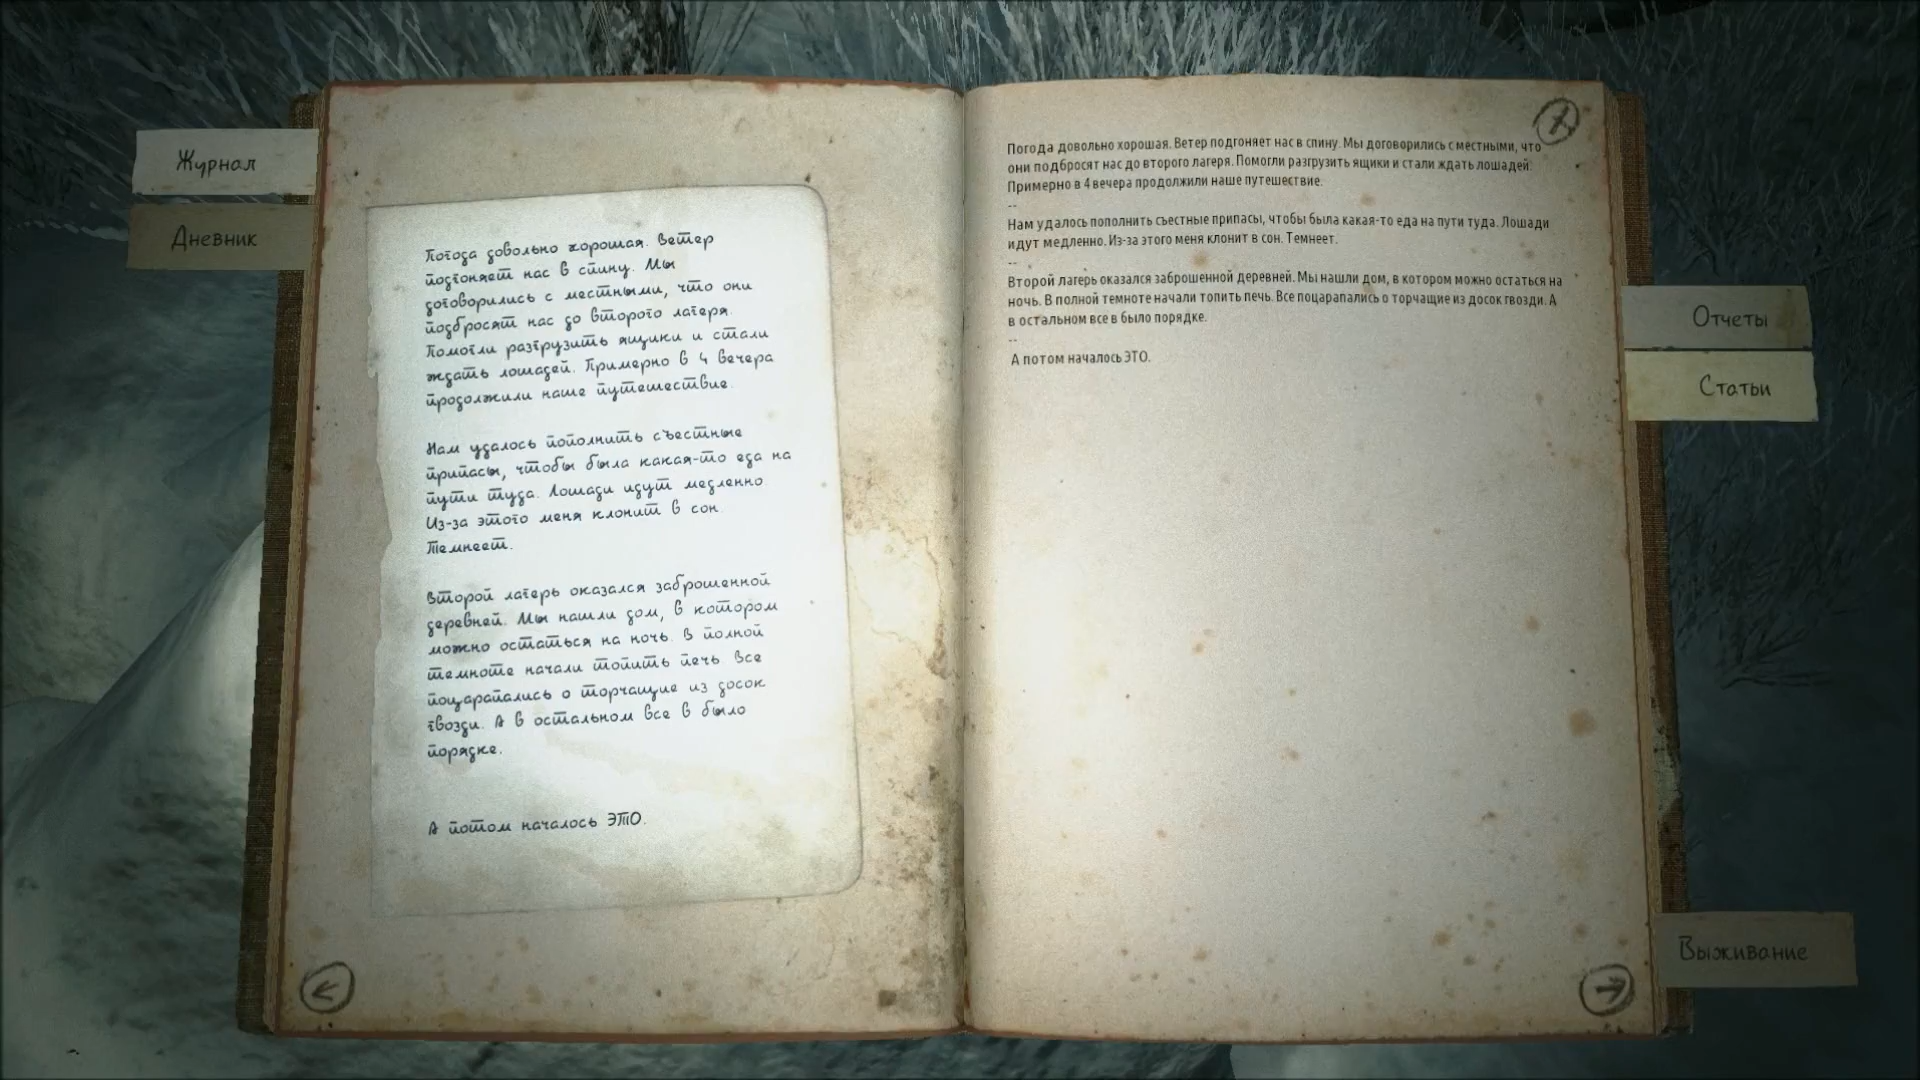 Журнал
Дневник
Погода довольно хорошая. Ветер
подгоняет нас в спину. Мы
договорились с местными, что они
подбросят нас до второго лагеря.
Помогли разгрузить ящики и стали
ждать лошадей. Примерно в 4 вечера
продолжили наше путешествие.
Нам удалось пополнить съестные
припасы, чтобы была какая-то еда на
пути туда. Лошади идут медленно
Из-за этого меня клонит в сон.
Темнеет.
Второй лагерь оказался заброшенной
деревней. Мы нашли дом, в котором
можно остаться на ночь. В полной
темноте начали топить печь. Все
поцарапались о торчащие из досок
гвозди. А в остальном все в было
порядке.
А потом началось ЭТО.
Погода довольно хорошая. Ветер подгоняет нас в спину. Мы договорились с местными, что
они подбросят нас до второго лагеря. Помогли разгрузить ящики и стали ждать лошадей.
Примерно в 4 вечера продолжили наше путешествие.
--
Нам удалось пополнить съестные припасы, чтобы была какая-то еда на пути туда. Лошади
идут медленно. Из-за этого меня клонит в сон. Темнеет.
--
Второй лагерь оказался заброшенной деревней. Мы нашли дом, в котором можно остаться на
ночь. В полной темноте начали топить печь. Все поцарапались о торчащие из досок гвозди. А
в остальном все в было порядке.
--
А потом началось ЭТО.
Отчеты
Статьи
Выживание